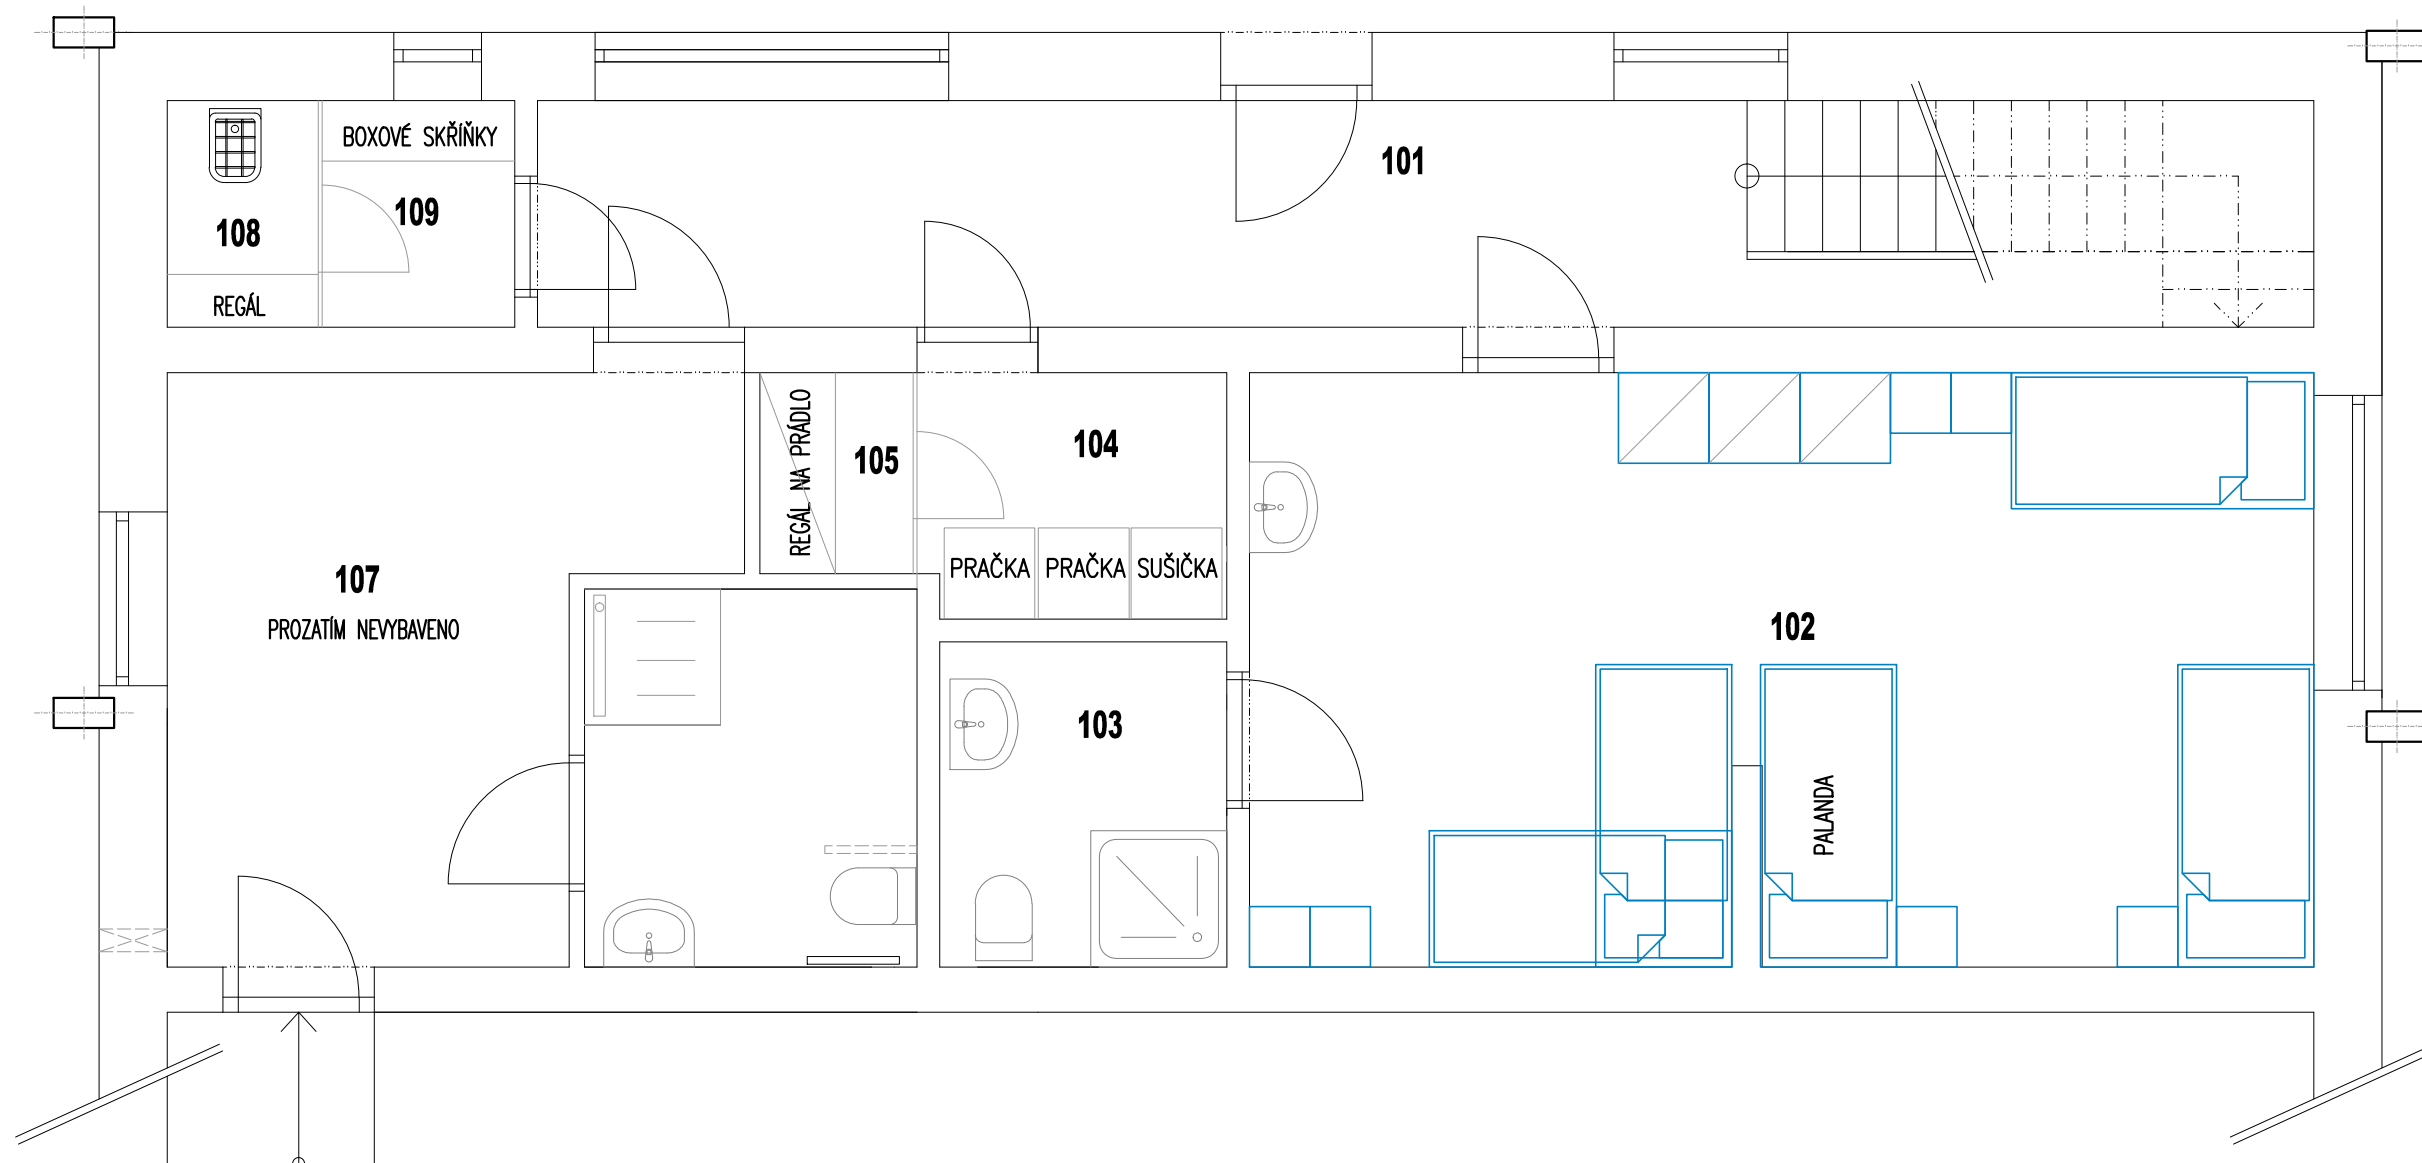 BOXOVÉ SKŘÍŇKY
101
109
108
REGÁL
REGÁL NA PRÁDLO
105
104
PRAČKA
PRAČKA
SUŠIČKA
107
PROZATÍM NEVYBAVENO
102
103
PALANDA